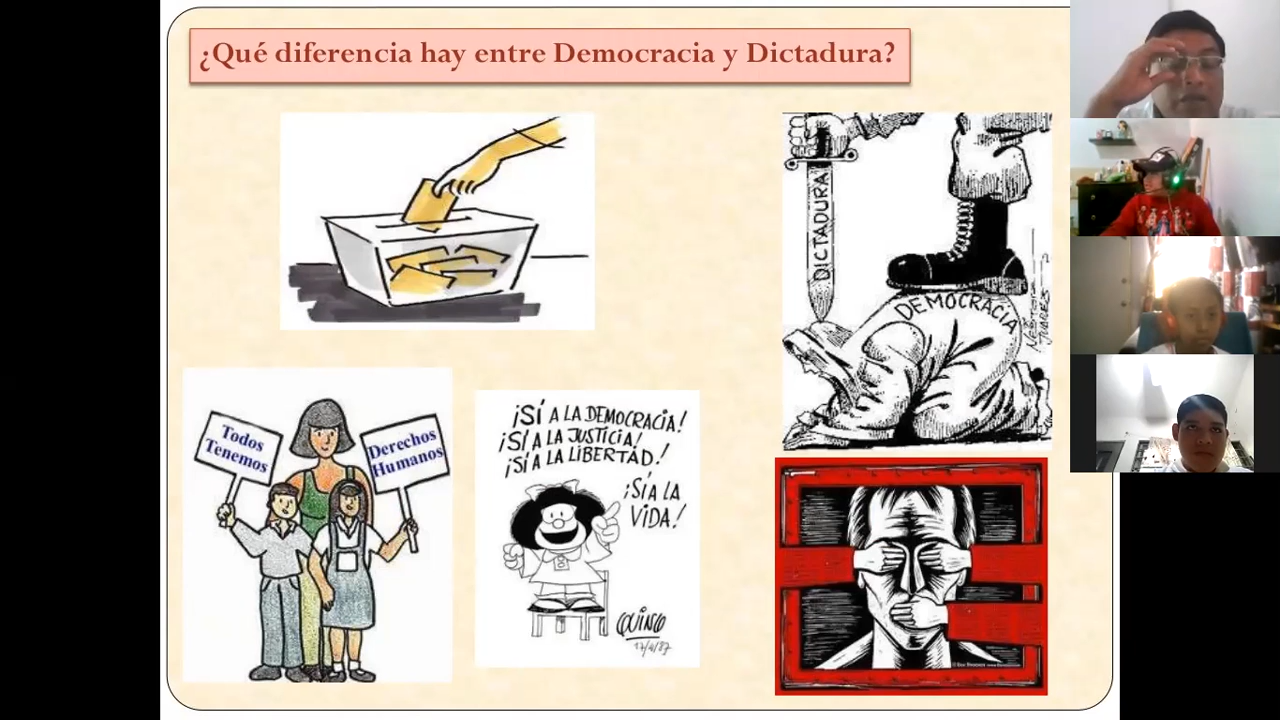 ¿Qué diferencia hay entre Democracia y Dictadura?
DICTADURA
DEMOCRACIA
Todos
Tenemos
Derechos
Humanos
¡SÍ A LA DEMOCRACIA!
¡SÍ A LA JUSTICIA!
¡SÍ A LA LIBERTAD!
¡SÍ A LA
VIDA!
QUINO